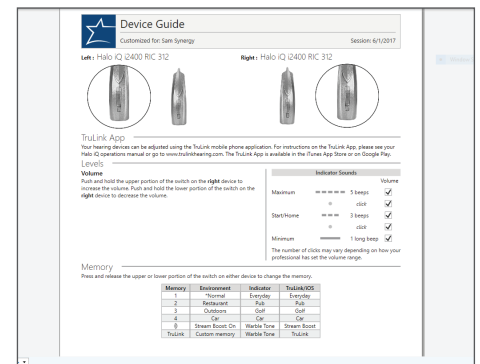 Device Guide
Customized for: Sam Synergy
Session: 6/1/2017
Left : Halo iQ i2400 RIC 312
Right : Halo iQ i2400 RIC 312
TruLink App
Your hearing devices can be adjusted using the TruLink mobile phone application. For instructions on the TruLink App, please see your
Halo iQ operations manual or go to www.trulinkhearing.com. The TruLink App is available in the iTunes App Store or on Google Play.
Levels
Volume
Push and hold the upper portion of the switch on the right device to
increase the volume. Push and hold the lower portion of the switch on the
right device to decrease the volume.
Indicator Sounds
Volume
Maximum 5 beeps
click
Start/Home 3 beeps
click
Minimum 1 long beep
The number of clicks may vary depending on how your
professional has set the volume range.
Memory
Press and release the upper or lower portion of the switch on either device to change the memory.
Memory Environment Indicator TruLink/iOS
1 *Normal Everyday Everyday
2 Restaurant Pub Pub
3 Outdoors Golf Golf
4 Car Car Car
Stream Boost On Warble Tone Stream Boost
TruLink Custom memory Warble Tone TruLink